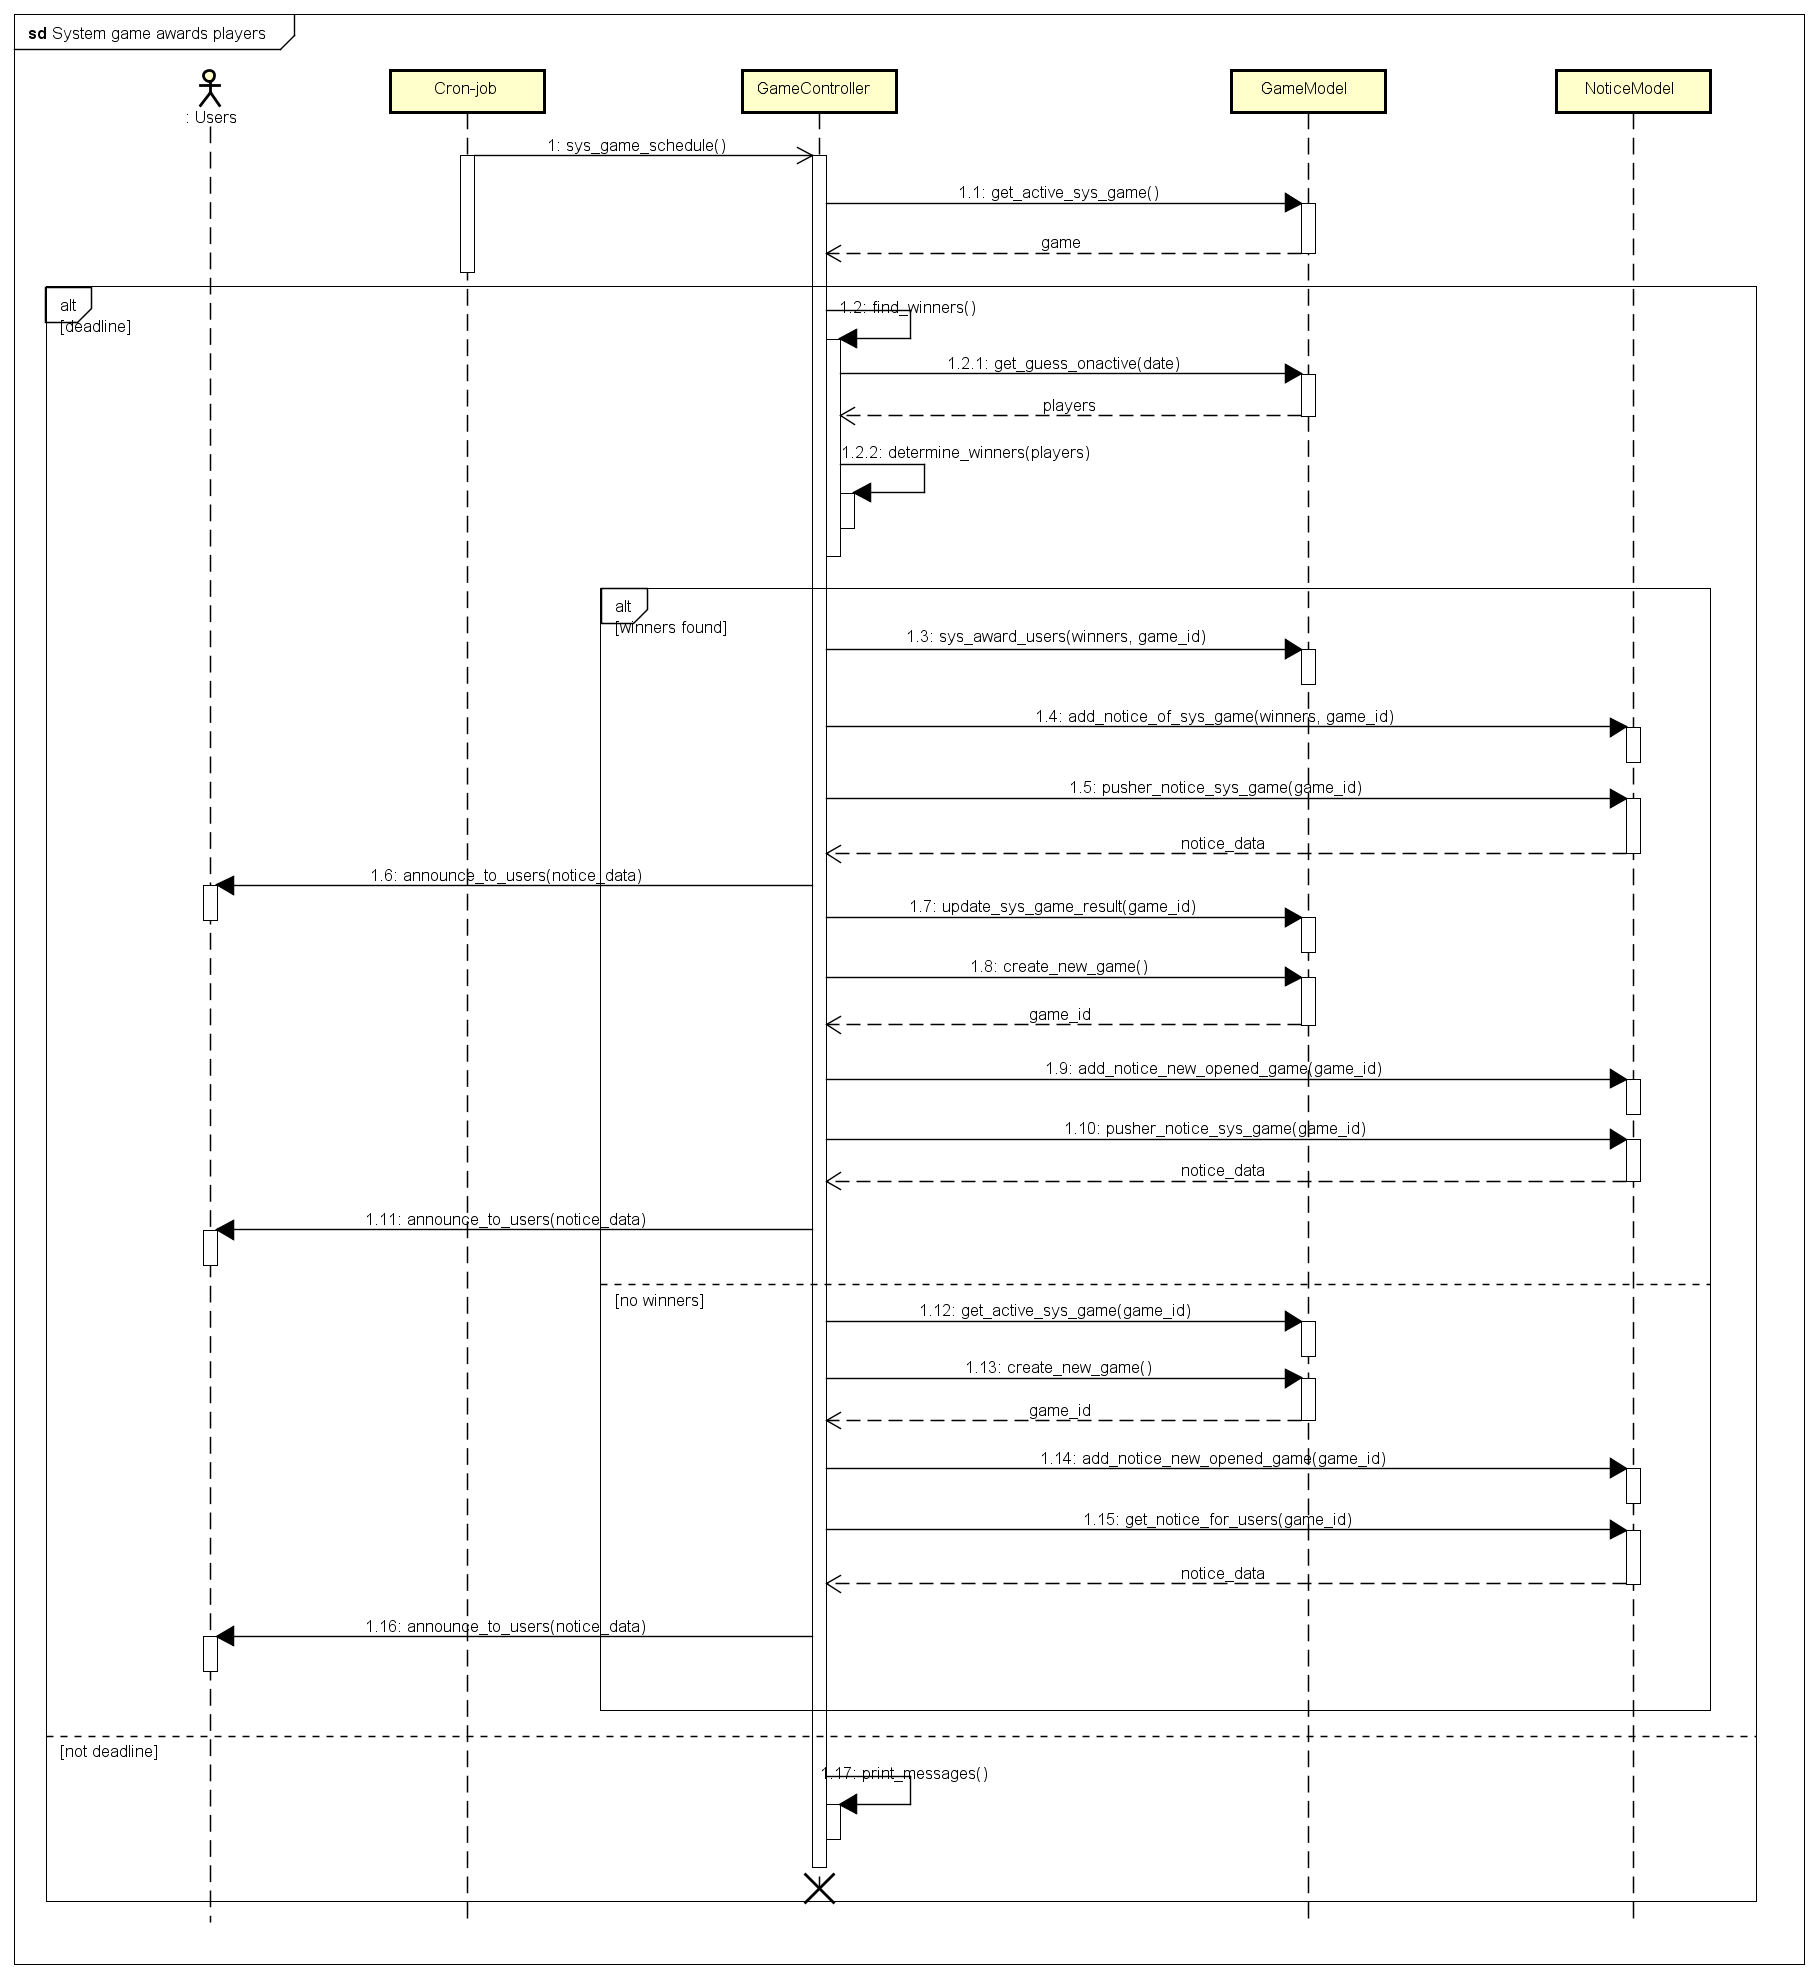 sd System game awards players
: Users
Cron-job
GameController
GameModel
NoticeModel
1: sys_game_schedule()
1.1: get_active_sys_game()
game
alt
[deadline]
1.2: find_winners()
1.2.1: get_guess_onactive(date)
players
1.2.2: determine_winners(players)
alt
[winners found]
1.3: sys_award_users(winners, game_id)
1.4: add_notice_of_sys_game(winners, game_id)
1.5: pusher_notice_sys_game(game_id)
notice_data
1.6: announce_to_users(notice_data)
1.7: update_sys_game_result(game_id)
1.8: create_new_game()
game_id
1.9: add_notice_new_opened_game(game_id)
1.10: pusher_notice_sys_game(game_id)
notice_data
1.11: announce_to_users(notice_data)
[no winners]
1.12: get_active_sys_game(game_id)
1.13: create_new_game()
game_id
1.14: add_notice_new_opened_game(game_id)
1.15: get_notice_for_users(game_id)
notice_data
1.16: announce_to_users(notice_data)
[not deadline]
1.17: print_messages()